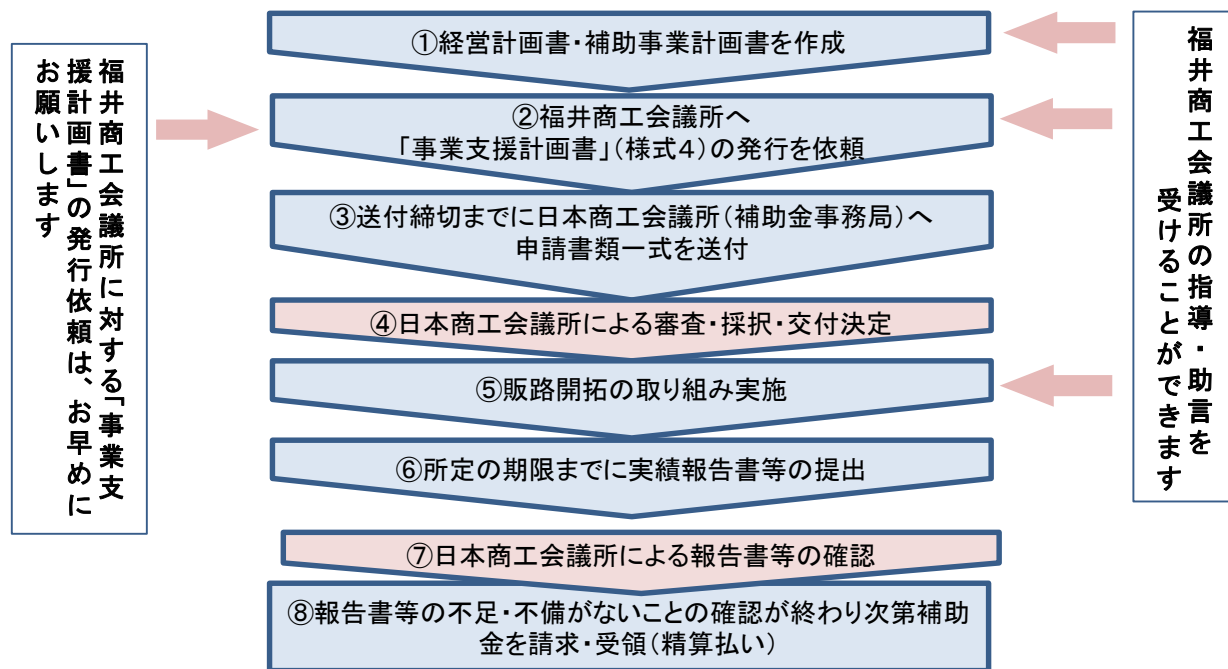 ①経営計画書・補助事業計画書を作成
②福井商工会議所へ
「事業支援計画書」（様式４）の発行を依頼
③送付締切までに日本商工会議所（補助金事務局）へ
申請書類一式を送付
④日本商工会議所による審査・採択・交付決定
⑤販路開拓の取り組み実施
⑥所定の期限までに実績報告書等の提出
⑦日本商工会議所による報告書等の確認
⑧報告書等の不足・不備がないことの確認が終わり次第補助
金を請求・受領（精算払い）
福井商工会議所に対する「事業支
援計画書」の発行依頼は、お早めに
お願いします
福井商工会議所の指導・助言を
受けることができます